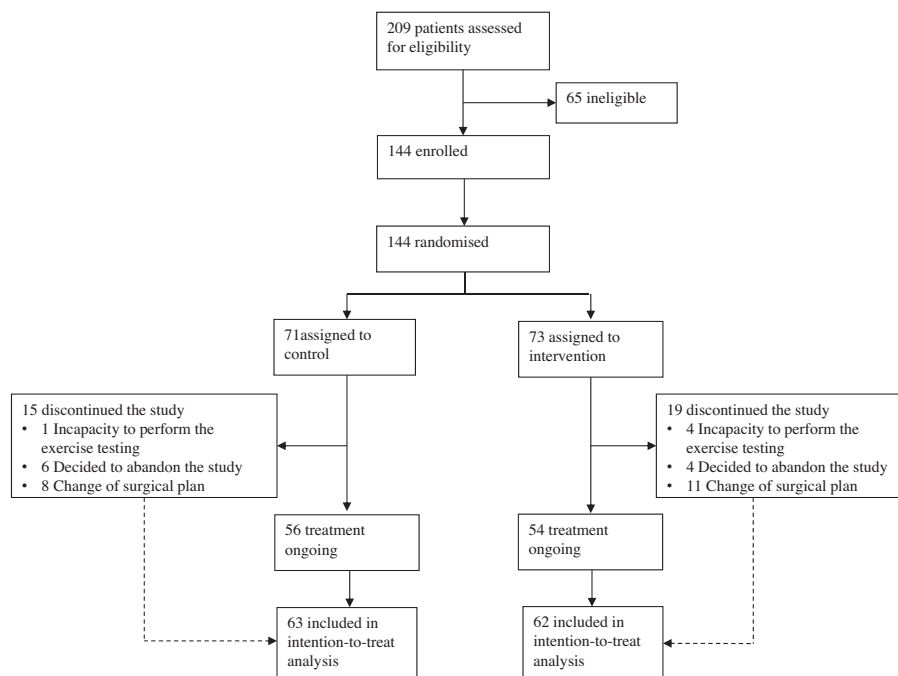 209 patients assessed
for eligibility
65 ineligible
144 enrolled
144 randomised
71assigned to
control
73 assigned to
intervention
15 discontinued the study
• 1 Incapacity to perform the
exercise testing
• 6 Decided to abandon the study
• 8 Change of surgical plan
19 discontinued the study
• 4 Incapacity to perform the
exercise testing
• 4 Decided to abandon the study
• 11 Change of surgical plan
56 treatment
ongoing
54 treatment
ongoing
63 included in
intention-to-treat
analysis
62 included in
intention-to-treat
analysis